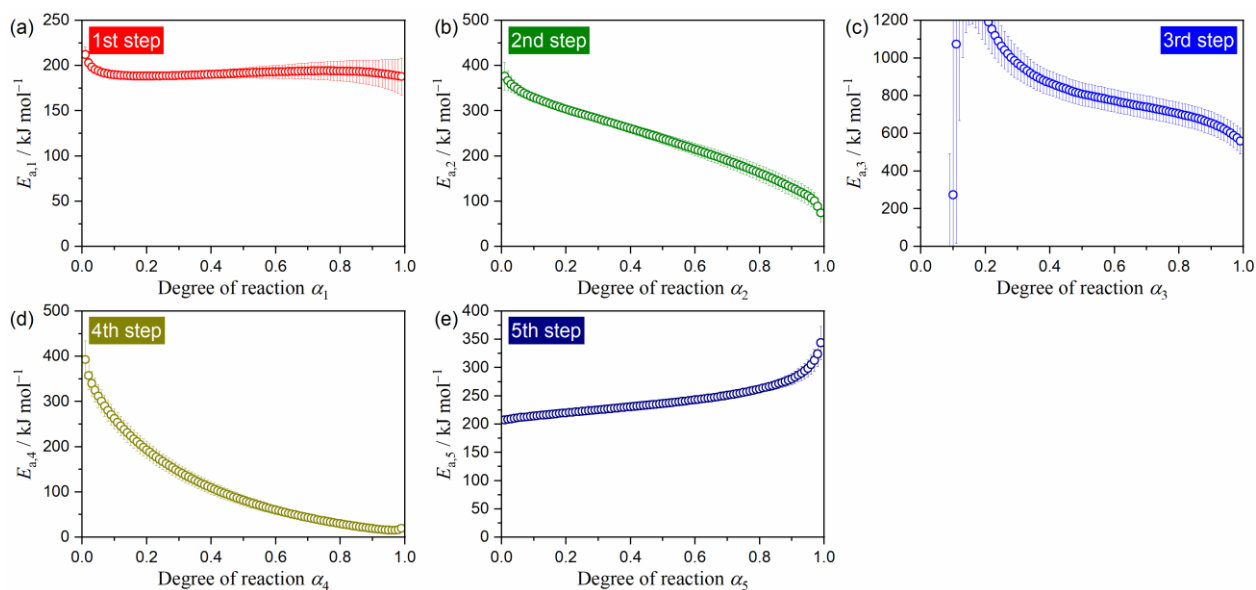 (a)
1st step
250
200
150
100
50
0
0.0 0.2 0.4 0.6 0.8 1.0
Ea,1 / kJ mol−1
Degree of reaction α1
(b)
2nd step
500
400
300
200
100
0
0.0 0.2 0.4 0.6 0.8 1.0
Ea,2 / kJ mol−1
Degree of reaction α2
(c)
3rd step
1200
1000
800
600
400
200
0
0.0 0.2 0.4 0.6 0.8 1.0
Ea,3 / kJ mol−1
Degree of reaction α3
(d)
4th step
500
400
300
200
100
0
0.0 0.2 0.4 0.6 0.8 1.0
Ea,4 / kJ mol−1
Degree of reaction α4
(e)
5th step
400
350
300
250
200
150
100
50
0
0.0 0.2 0.4 0.6 0.8 1.0
Ea,5 / kJ mol−1
Degree of reaction α5